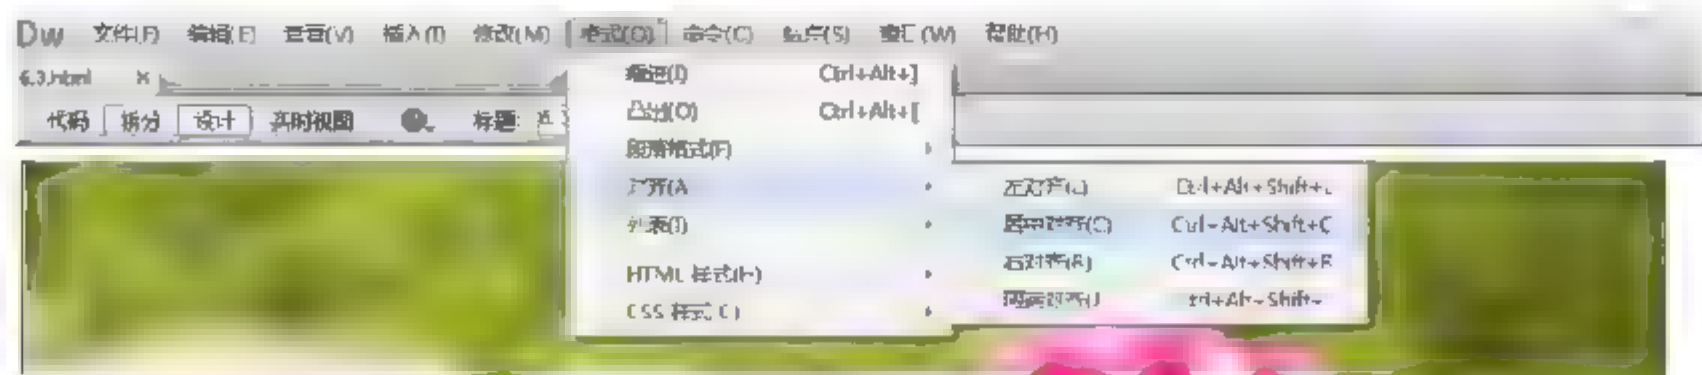 Dw 文件(F) 编辑(E) 查看(V) 插入(I) 修改(M) 格式(O) 命令(C) 站点(S) 窗口(W) 帮助(H)
6.3.html ×
代码 拆分 设计 实时视图 标题:
缩进(I) Ctrl+Alt+]
凸出(O) Ctrl+Alt+[
段落格式(F)
对齐(A
列表(I)
HTML 样式(H)
CSS 样式(C)
左对齐(L) Ctrl+Alt+Shift+L
居中对齐(C) Ctrl+Alt+Shift+C
右对齐(R) Ctrl+Alt+Shift+R
两端对齐(J Ctrl+Alt+Shift+